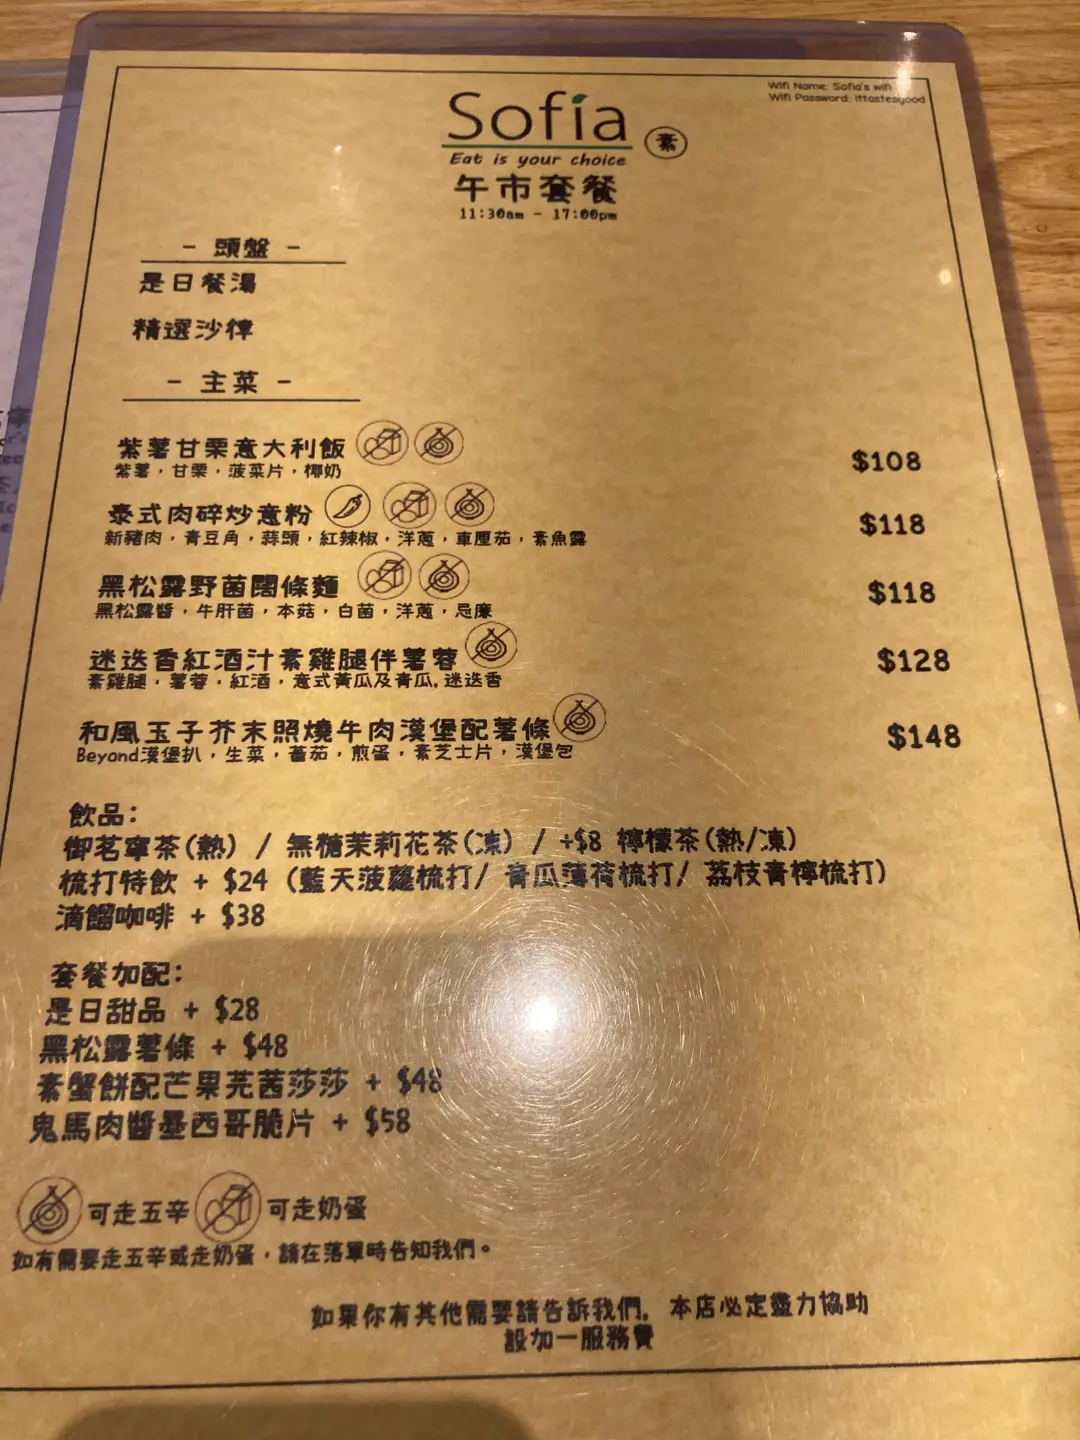 Wifi Name: Sofia's wifi
Wifi Password: ittastesgood
Sofia
素
Eat is your choice
午市套餐
11:30am - 17:00pm
- 頭盤 -
是日餐湯
精選沙律
- 主菜 -
紫薯甘栗意大利飯
紫薯，甘栗，菠菜片，椰奶
$108
泰式肉碎炒意粉
新豬肉，青豆角，蒜頭，紅辣椒，洋蔥，車厘茄，素魚露
$118
黑松露野菌闊條麵
黑松露醬，牛肝菌，本菇，白菌，洋蔥，忌廉
$118
迷迭香紅酒汁素雞腿伴薯蓉
素雞腿，薯蓉，紅酒，意式黃瓜及青瓜，迷迭香
$128
和風玉子芥末照燒牛肉漢堡配薯條
Beyond漢堡扒，生菜，蕃茄，煎蛋，素芝士片，漢堡包
$148
飲品:
御茗寧茶(熱) / 無糖茉莉花茶(凍) / +$8 檸檬茶(熱/凍)
梳打特飲 + $24 (藍天菠蘿梳打/ 青瓜薄荷梳打/ 荔枝青檸梳打)
滴餾咖啡 + $38
套餐加配:
是日甜品 + $28
黑松露薯條 + $48
素蟹餅配芒果芫茜莎莎 + $48
鬼馬肉醬墨西哥脆片 + $58
可走五辛 可走奶蛋
如有需要走五辛或走奶蛋，請在落單時告知我們。
如果你有其他需要請告訴我們，本店必定盡力協助
設加一服務費